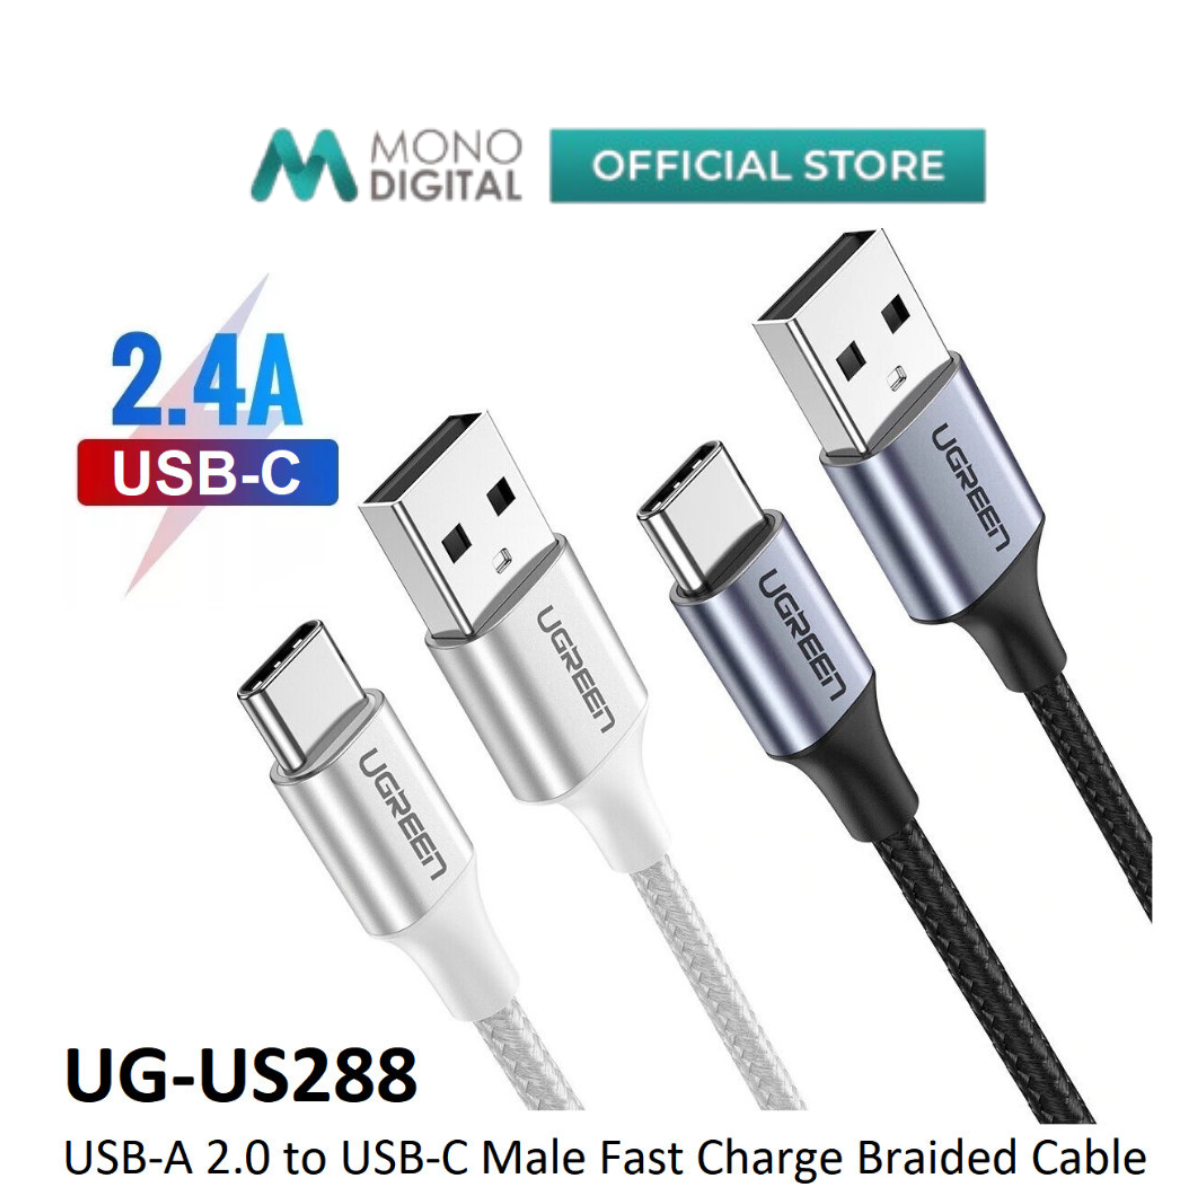 MONO
DIGITAL
OFFICIAL STORE
2.4A
USB-C
UGREEN
UGREEN
UGREEN
UGREEN
UG-US288
USB-A 2.0 to USB-C Male Fast Charge Braided Cable